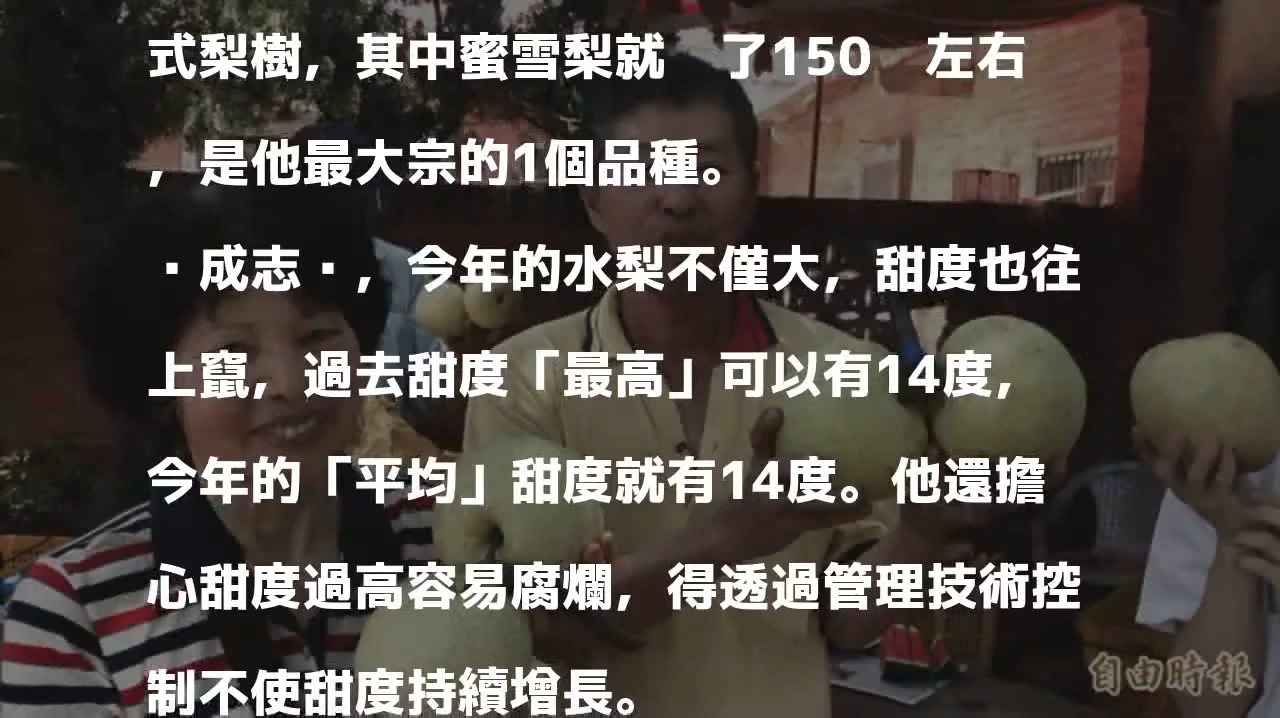 式梨樹，其中蜜雪梨就　了150　左右
，是他最大宗的1個品種。
▪成志▪，今年的水梨不僅大，甜度也往
上竄，過去甜度「最高」可以有14度，
今年的「平均」甜度就有14度。他還擔
心甜度過高容易腐爛，得透過管理技術控
制不使甜度持續增長。
自由時報